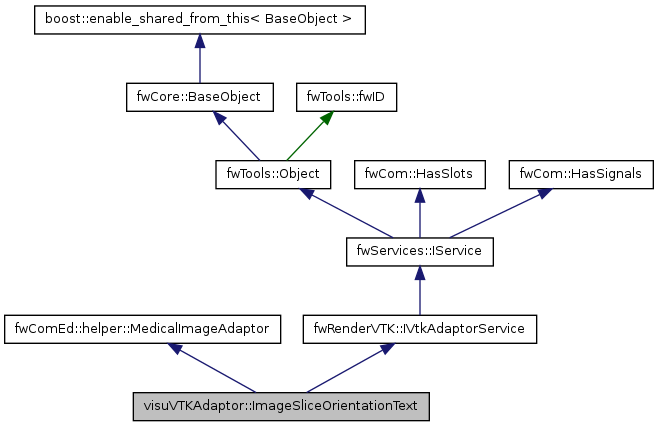 boost::enable_shared_from_this< BaseObject >
fwCore::BaseObject
fwTools::fwID
fwTools::Object
fwCom::HasSlots
fwCom::HasSignals
fwServices::IService
fwComEd::helper::MedicalImageAdaptor
fwRenderVTK::IVtkAdaptorService
visuVTKAdaptor::ImageSliceOrientationText